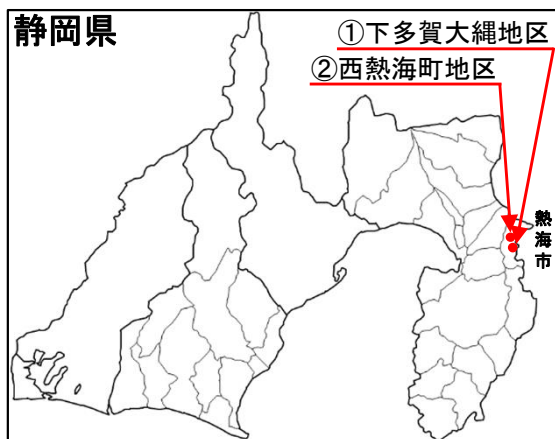 静岡県
①下多賀大縄地区
②西熱海町地区
熱海市